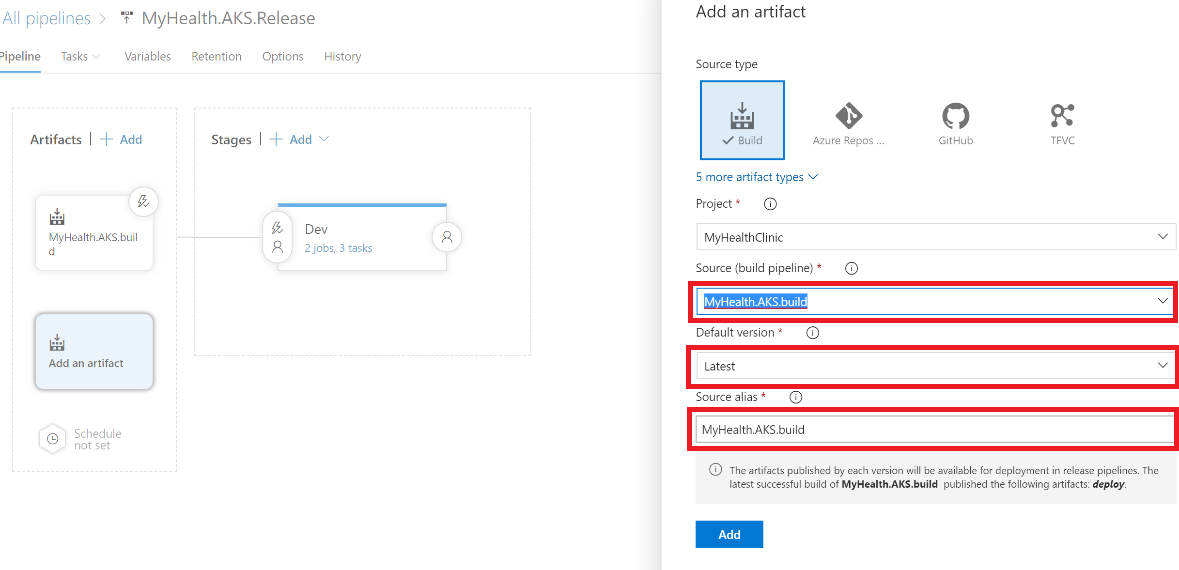 All pipelines > MyHealth.AKS.Release
Pipeline Tasks Variables Retention Options History
Artifacts | + Add
Stages | + Add
MyHealth.AKS.buil
d
Dev
2 jobs, 3 tasks
Add an artifact
Schedule
not set
Add an artifact
Source type
Build
Azure Repos ...
GitHub
TFVC
5 more artifact types
Project *
MyHealthClinic
Source (build pipeline) *
MyHealth.AKS.build
Default version *
Latest
Source alias *
MyHealth.AKS.build
The artifacts published by each version will be available for deployment in release pipelines. The
latest successful build of MyHealth.AKS.build published the following artifacts: deploy.
Add